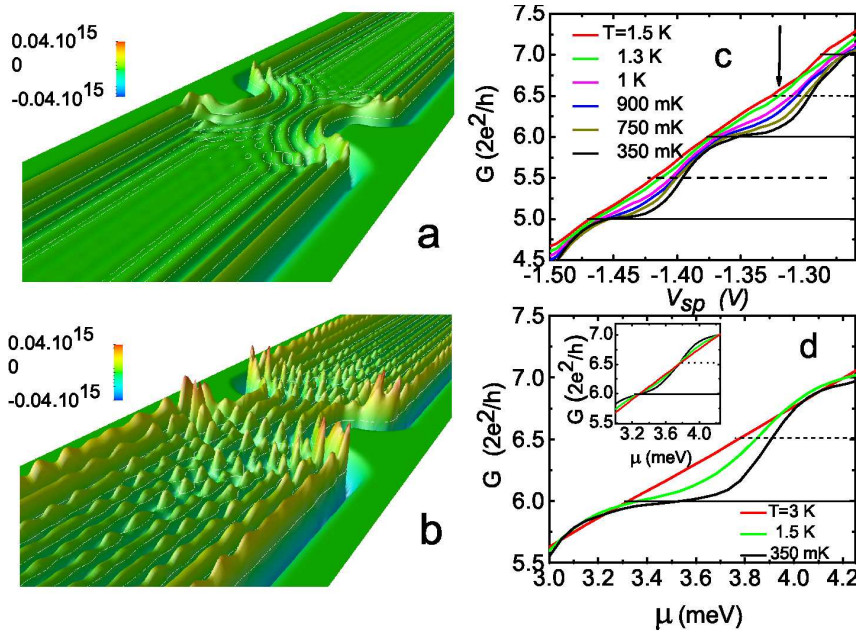 0.04.10^15
0
-0.04.10^15
a
0.04.10^15
0
-0.04.10^15
b
c
T=1.5 K
1.3 K
1 K
900 mK
750 mK
350 mK
7.5
7.0
6.5
6.0
5.5
5.0
4.5
G (2e²/h)
-1.50
-1.45
-1.40
-1.35
-1.30
V_sp (V)
d
7.5
7.0
6.5
6.0
5.5
G (2e²/h)
7.0
6.5
6.0
5.5
G (2e²/h)
3.2
3.6
4.0
μ (meV)
T=3 K
1.5 K
350 mK
3.0
3.2
3.4
3.6
3.8
4.0
4.2
μ (meV)